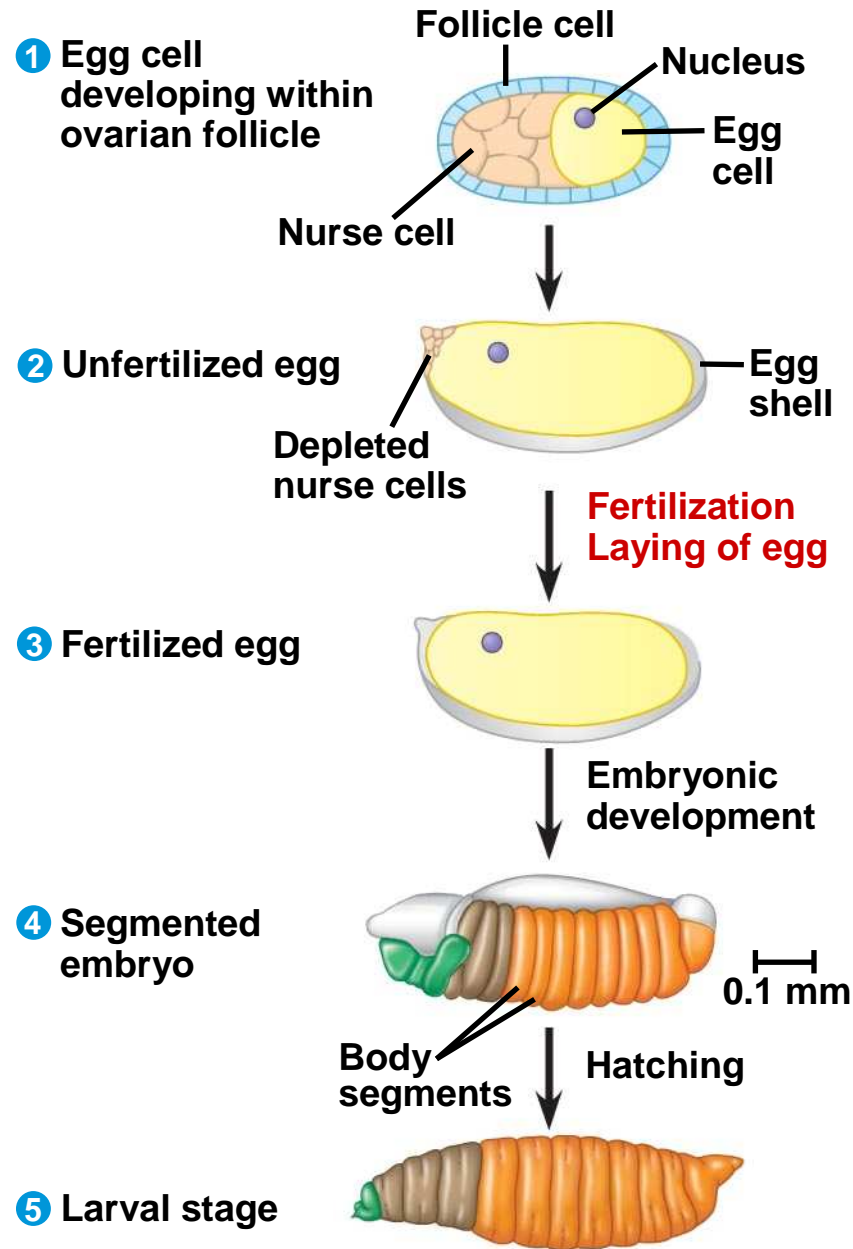 Follicle cell
1 Egg cell
developing within
ovarian follicle
Nucleus
Egg
cell
Nurse cell
2 Unfertilized egg
Egg
shell
Depleted
nurse cells
Fertilization
Laying of egg
3 Fertilized egg
Embryonic
development
4 Segmented
embryo
0.1 mm
Body
segments
Hatching
5 Larval stage